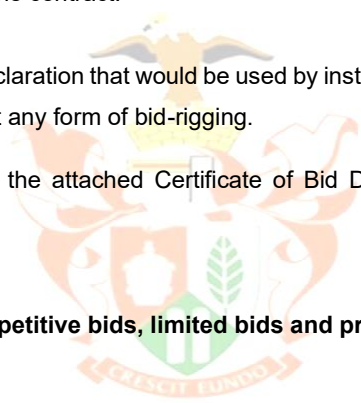 claration that would be used by inst
t any form of bid-rigging.
the attached Certificate of Bid D
petitive bids, limited bids and pr
CRESCIT EUNDO